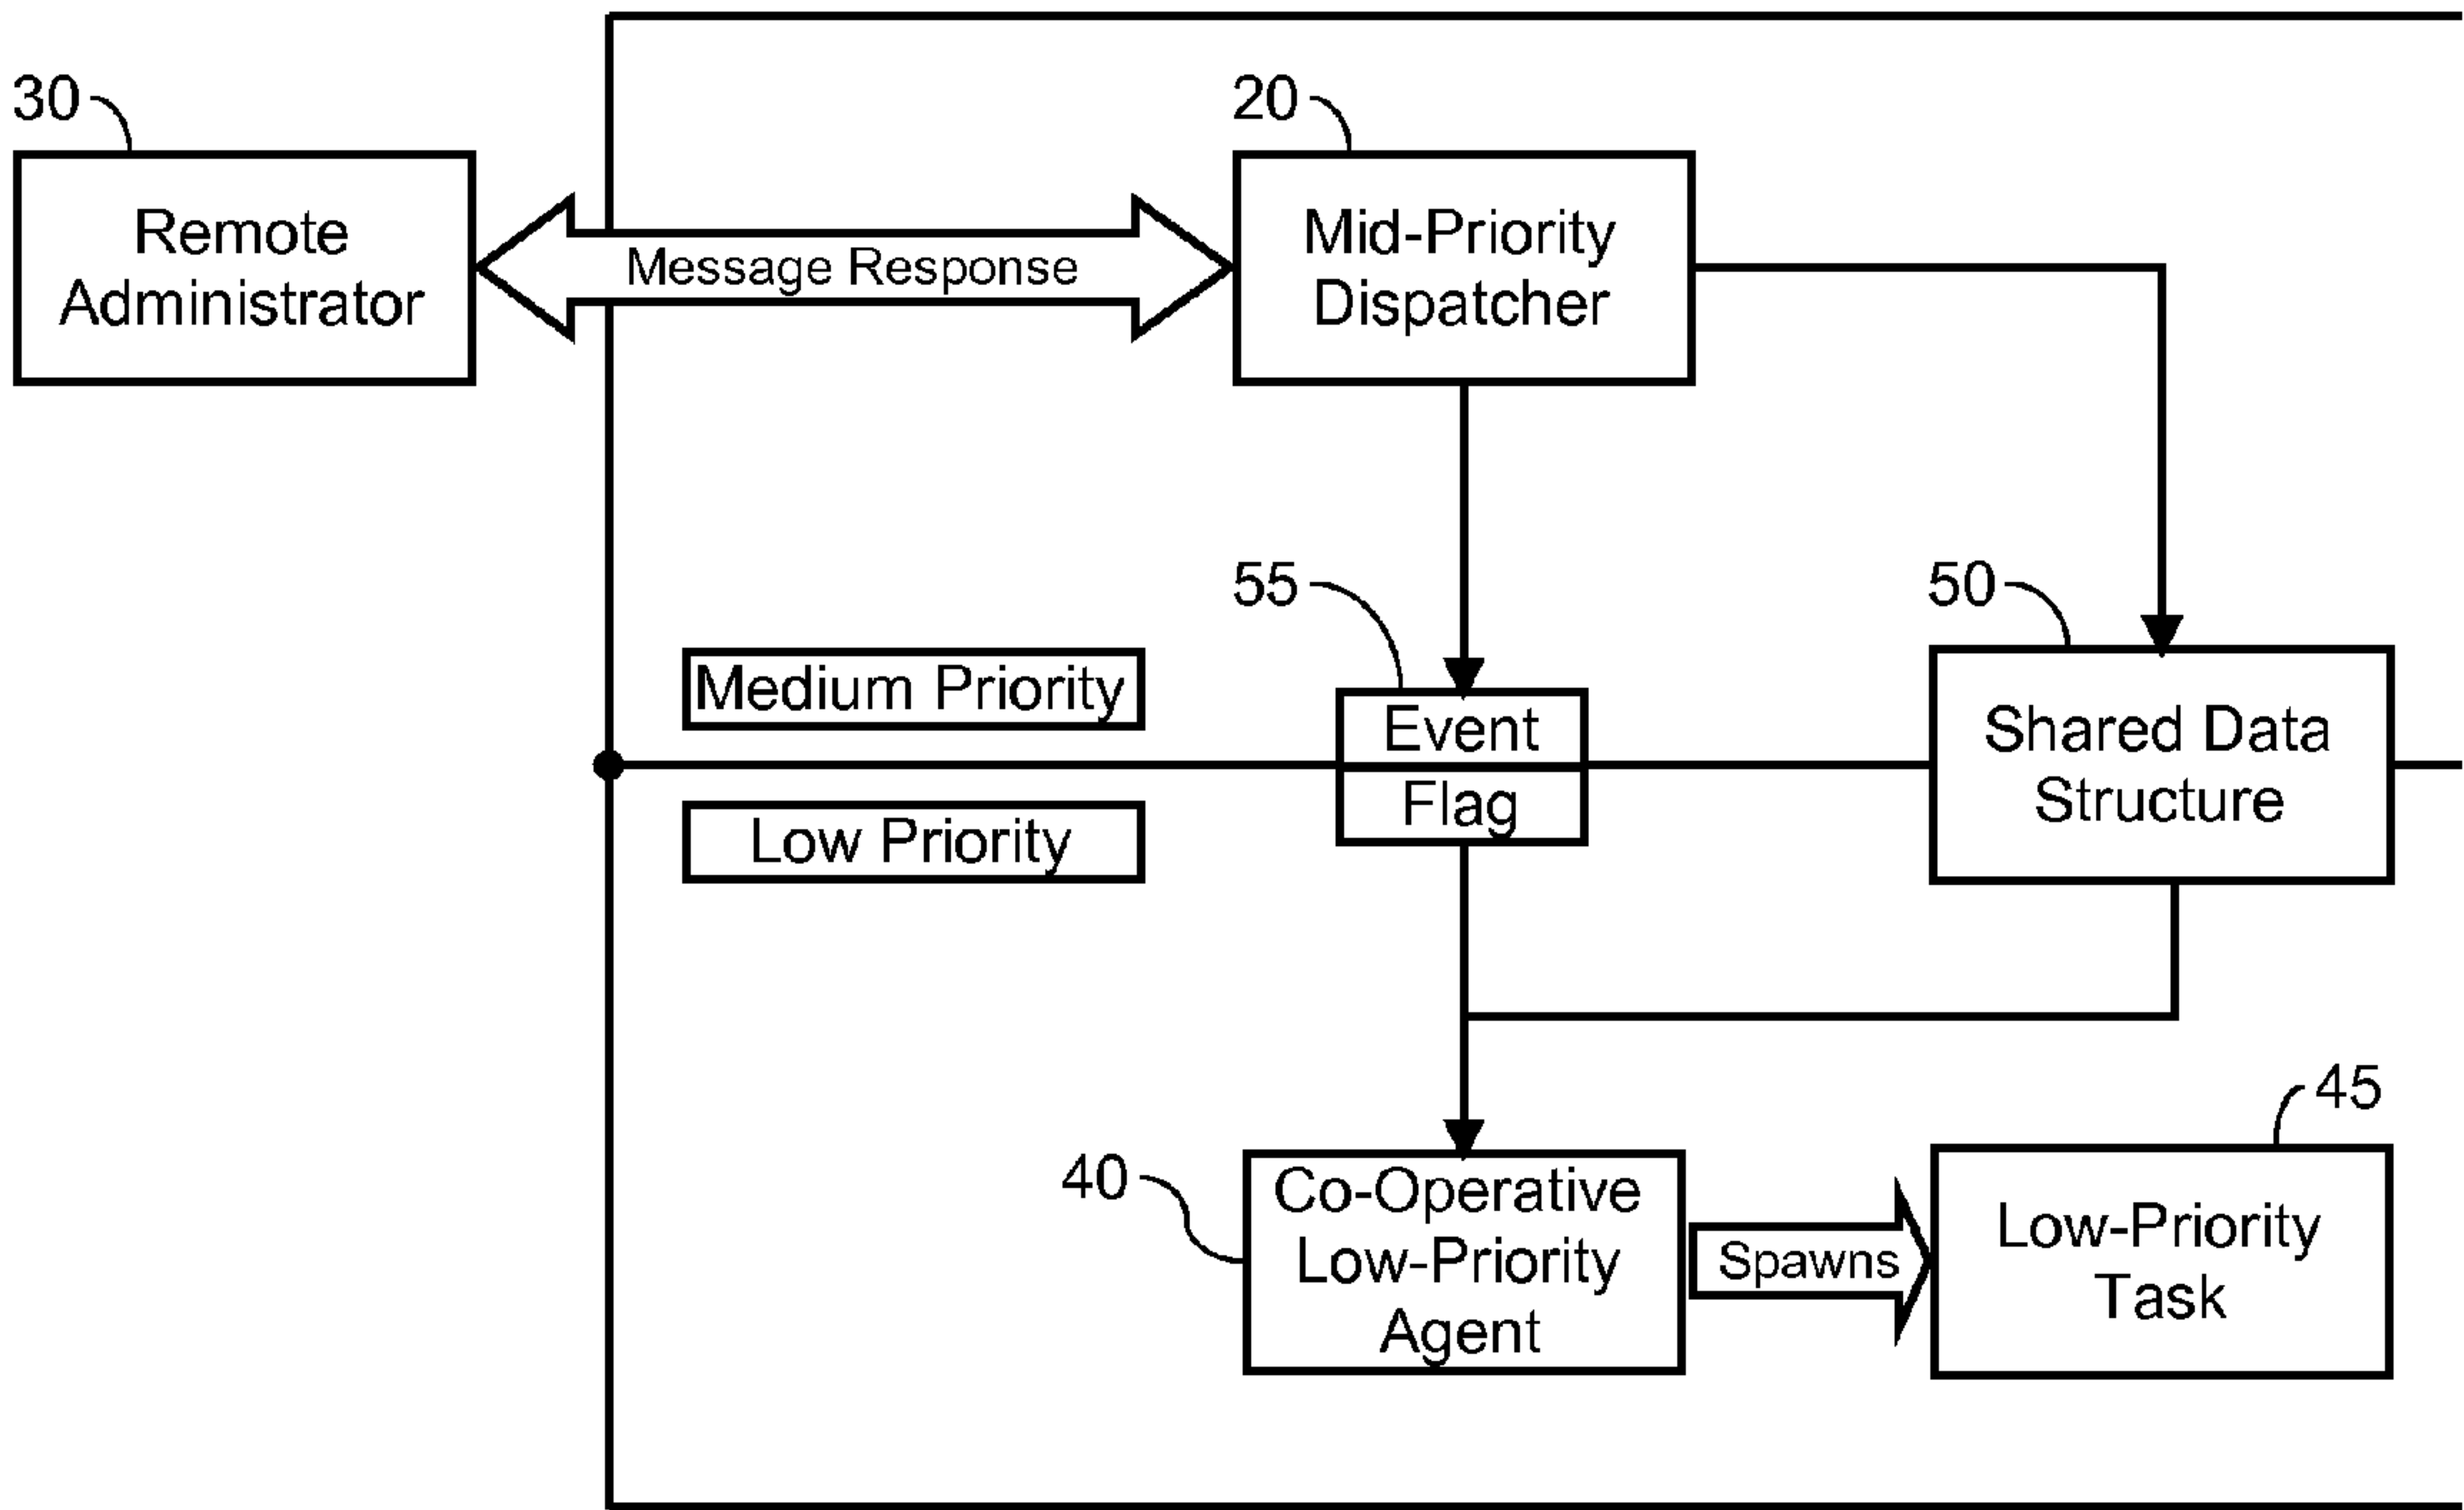 30
20
Remote
Administrator
Message Response
Mid-Priority
Dispatcher
55
50
Medium Priority
Event
Flag
Shared Data
Structure
Low Priority
45
40
Co-Operative
Low-Priority
Agent
Spawns
Low-Priority
Task